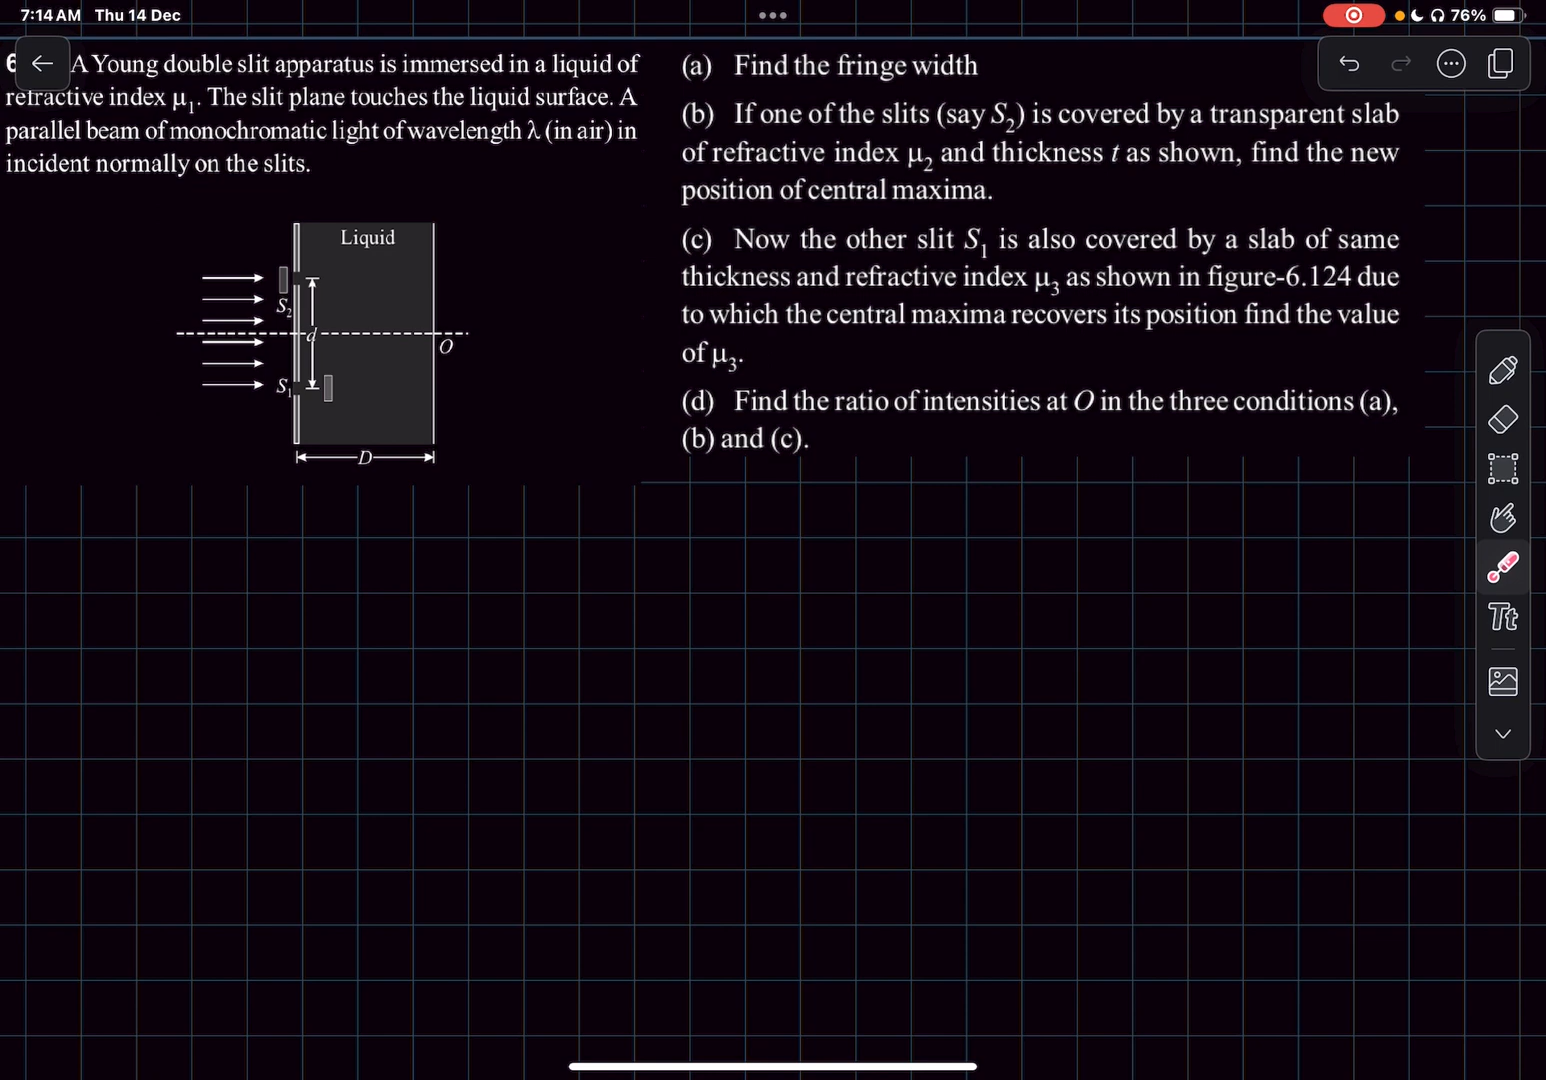 7:14 AM Thu 14 Dec
76%
6
A Young double slit apparatus is immersed in a liquid of
refractive index μ₁. The slit plane touches the liquid surface. A
parallel beam of monochromatic light of wavelength λ (in air) in
incident normally on the slits.
Liquid
S₂
d
O
S₁
D
(a) Find the fringe width
(b) If one of the slits (say S₂) is covered by a transparent slab
of refractive index μ₂ and thickness t as shown, find the new
position of central maxima.
(c) Now the other slit S₁ is also covered by a slab of same
thickness and refractive index μ₃ as shown in figure-6.124 due
to which the central maxima recovers its position find the value
of μ₃.
(d) Find the ratio of intensities at O in the three conditions (a),
(b) and (c).
Tt